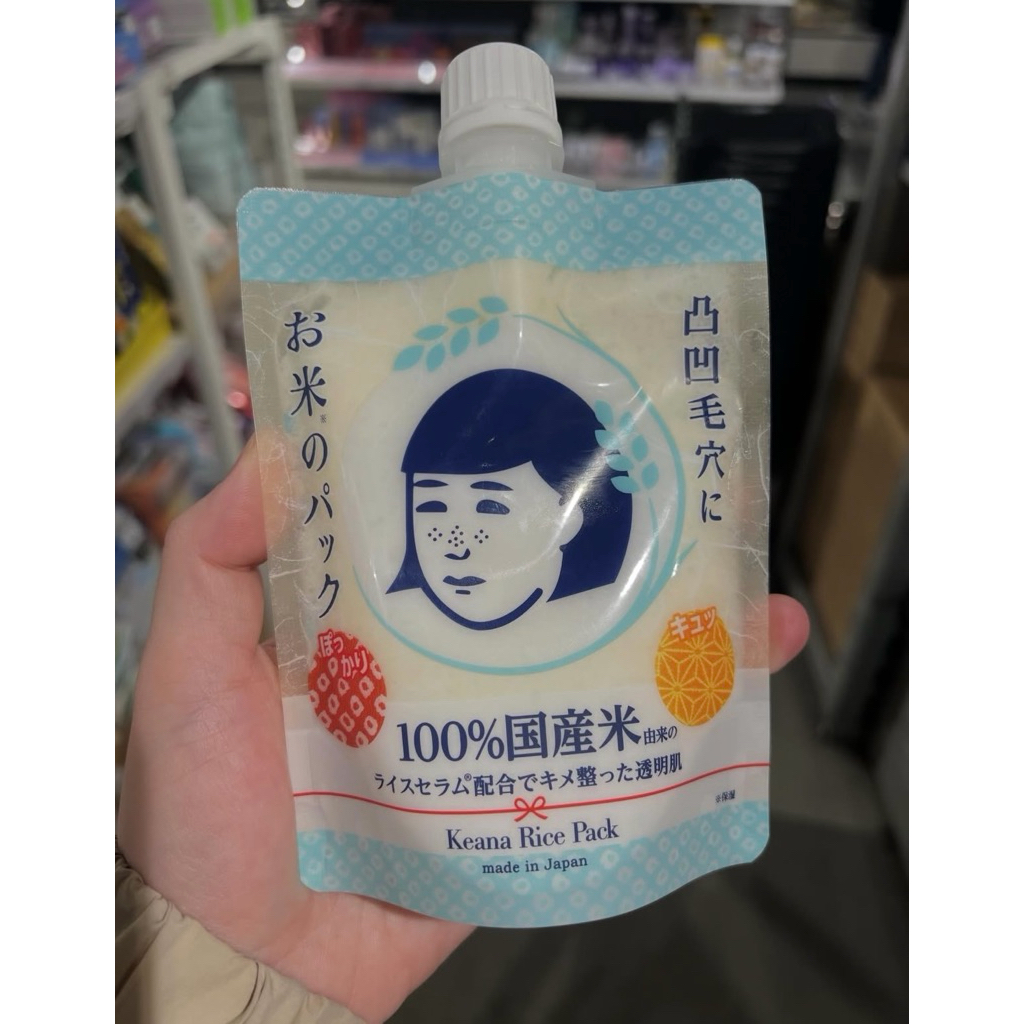 凸凹毛穴に
お米※のパック
ぽっかり
キュッ
100%国産米由来の
ライスセラム®配合でキメ整った透明肌
※保湿
Keana Rice Pack
made in Japan